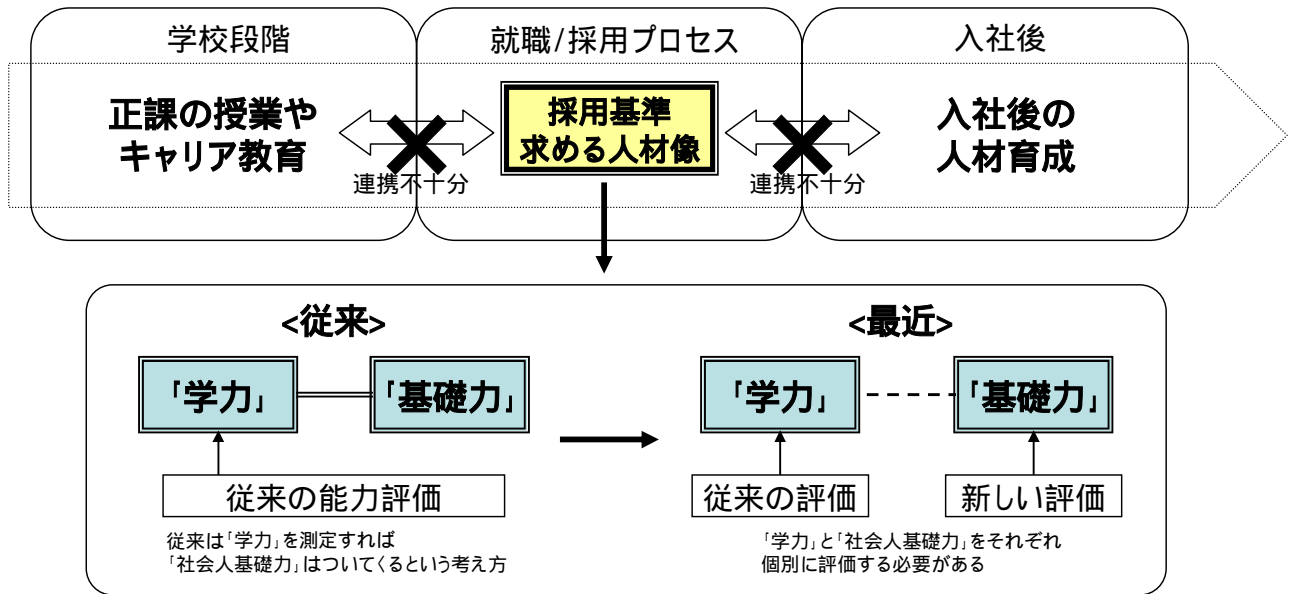 学校段階
就職/採用プロセス
入社後
正課の授業や
キャリア教育
連携不十分
採用基準
求める人材像
連携不十分
入社後の
人材育成
<従来>
「学力」
「基礎力」
従来の能力評価
従来は「学力」を測定すれば
「社会人基礎力」はついてくるという考え方
<最近>
「学力」
「基礎力」
従来の評価
新しい評価
「学力」と「社会人基礎力」をそれぞれ
個別に評価する必要がある